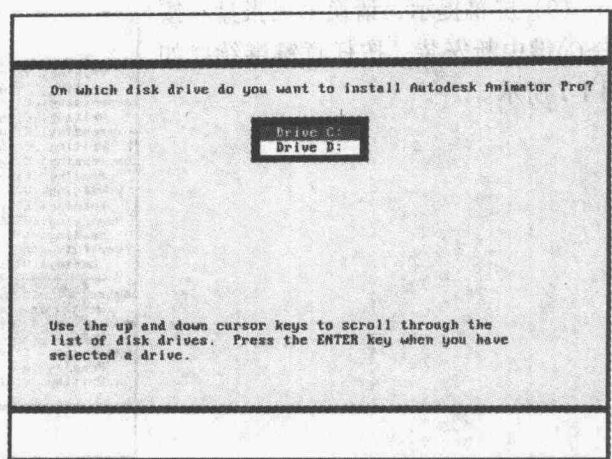 On which disk drive do you want to install Autodesk Animator Pro?
Drive C:
Drive D:
Use the up and down cursor keys to scroll through the
list of disk drives.  Press the ENTER key when you have
selected a drive.